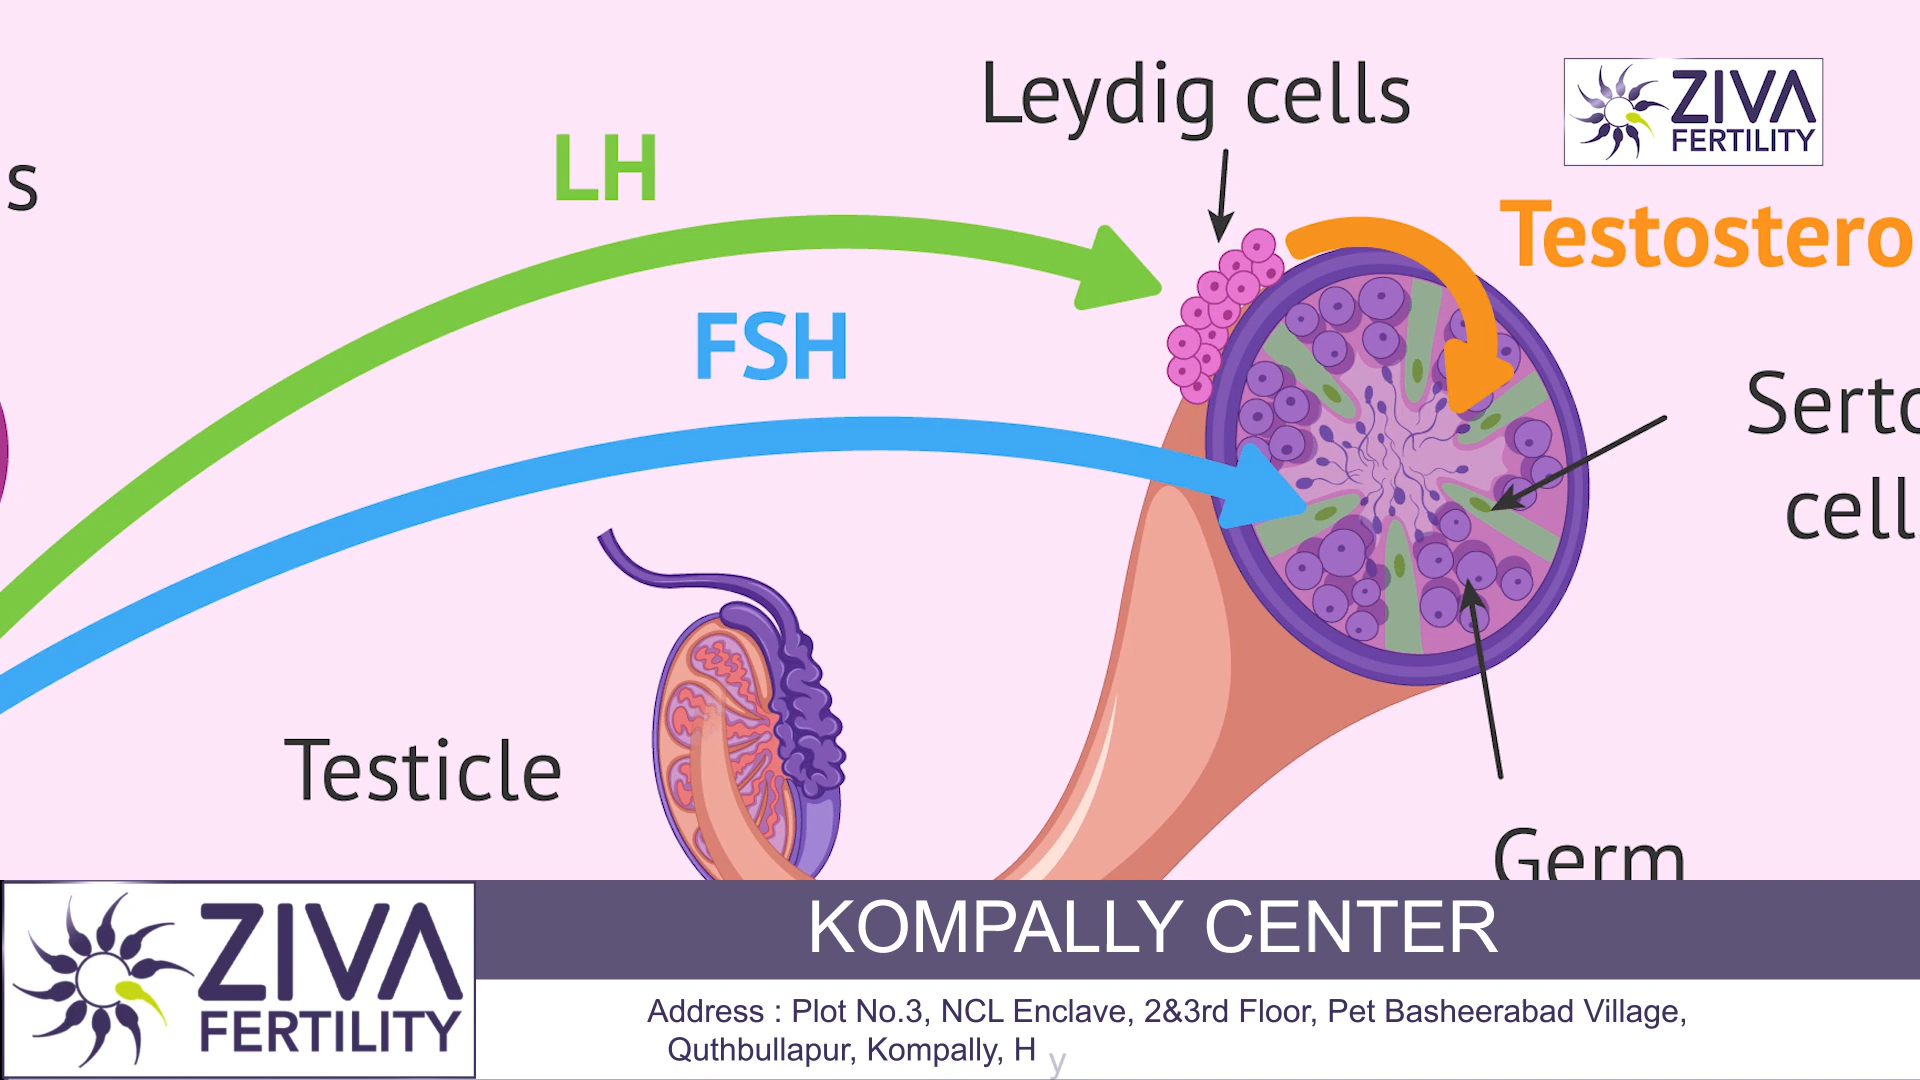 Leydig cells
ZIVA
FERTILITY
LH
s
Testostero
FSH
Serto
cell
Testicle
Germ
KOMPALLY CENTER
ZIVA
FERTILITY
Address : Plot No.3, NCL Enclave, 2&3rd Floor, Pet Basheerabad Village,
Quthbullapur, Kompally, H y